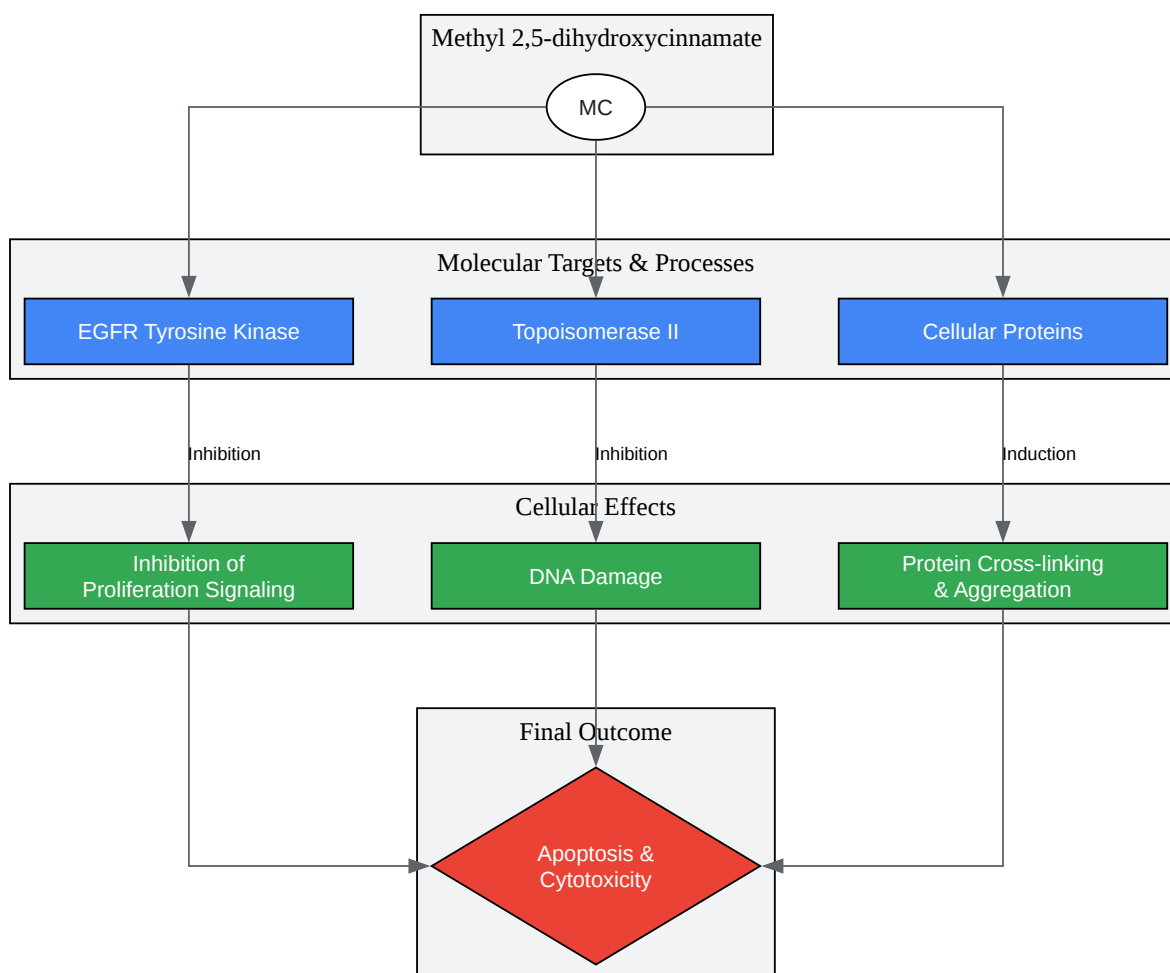 Methyl 2,5-dihydroxycinnamate
MC
Molecular Targets & Processes
EGFR Tyrosine Kinase
Topoisomerase II
Cellular Proteins
Inhibition
Inhibition
Induction
Cellular Effects
Inhibition of
Proliferation Signaling
DNA Damage
Protein Cross-linking
& Aggregation
Final Outcome
Apoptosis &
Cytotoxicity